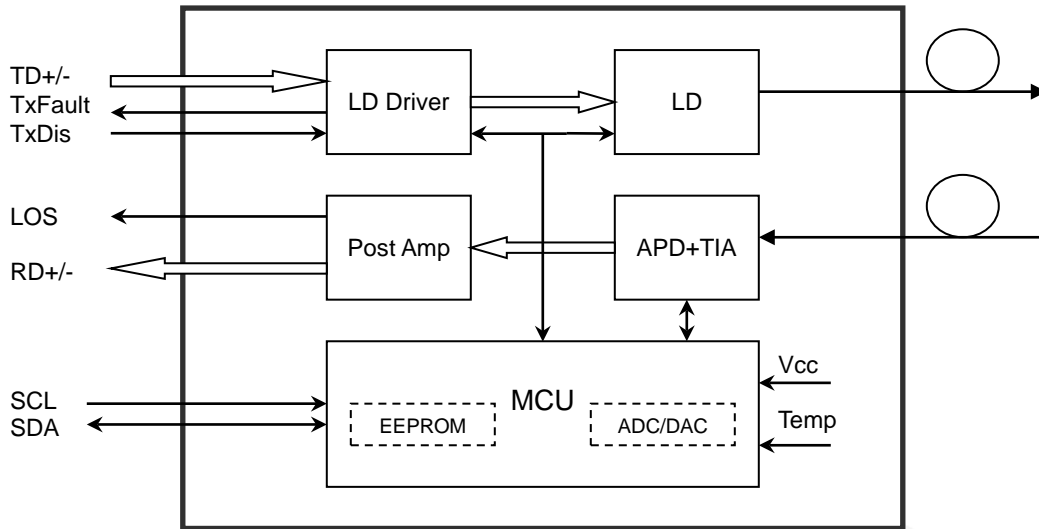 TD+/-
TxFault
TxDis
LD Driver
LD
LOS
RD+/-
Post Amp
APD+TIA
SCL
SDA
MCU
EEPROM
ADC/DAC
Vcc
Temp